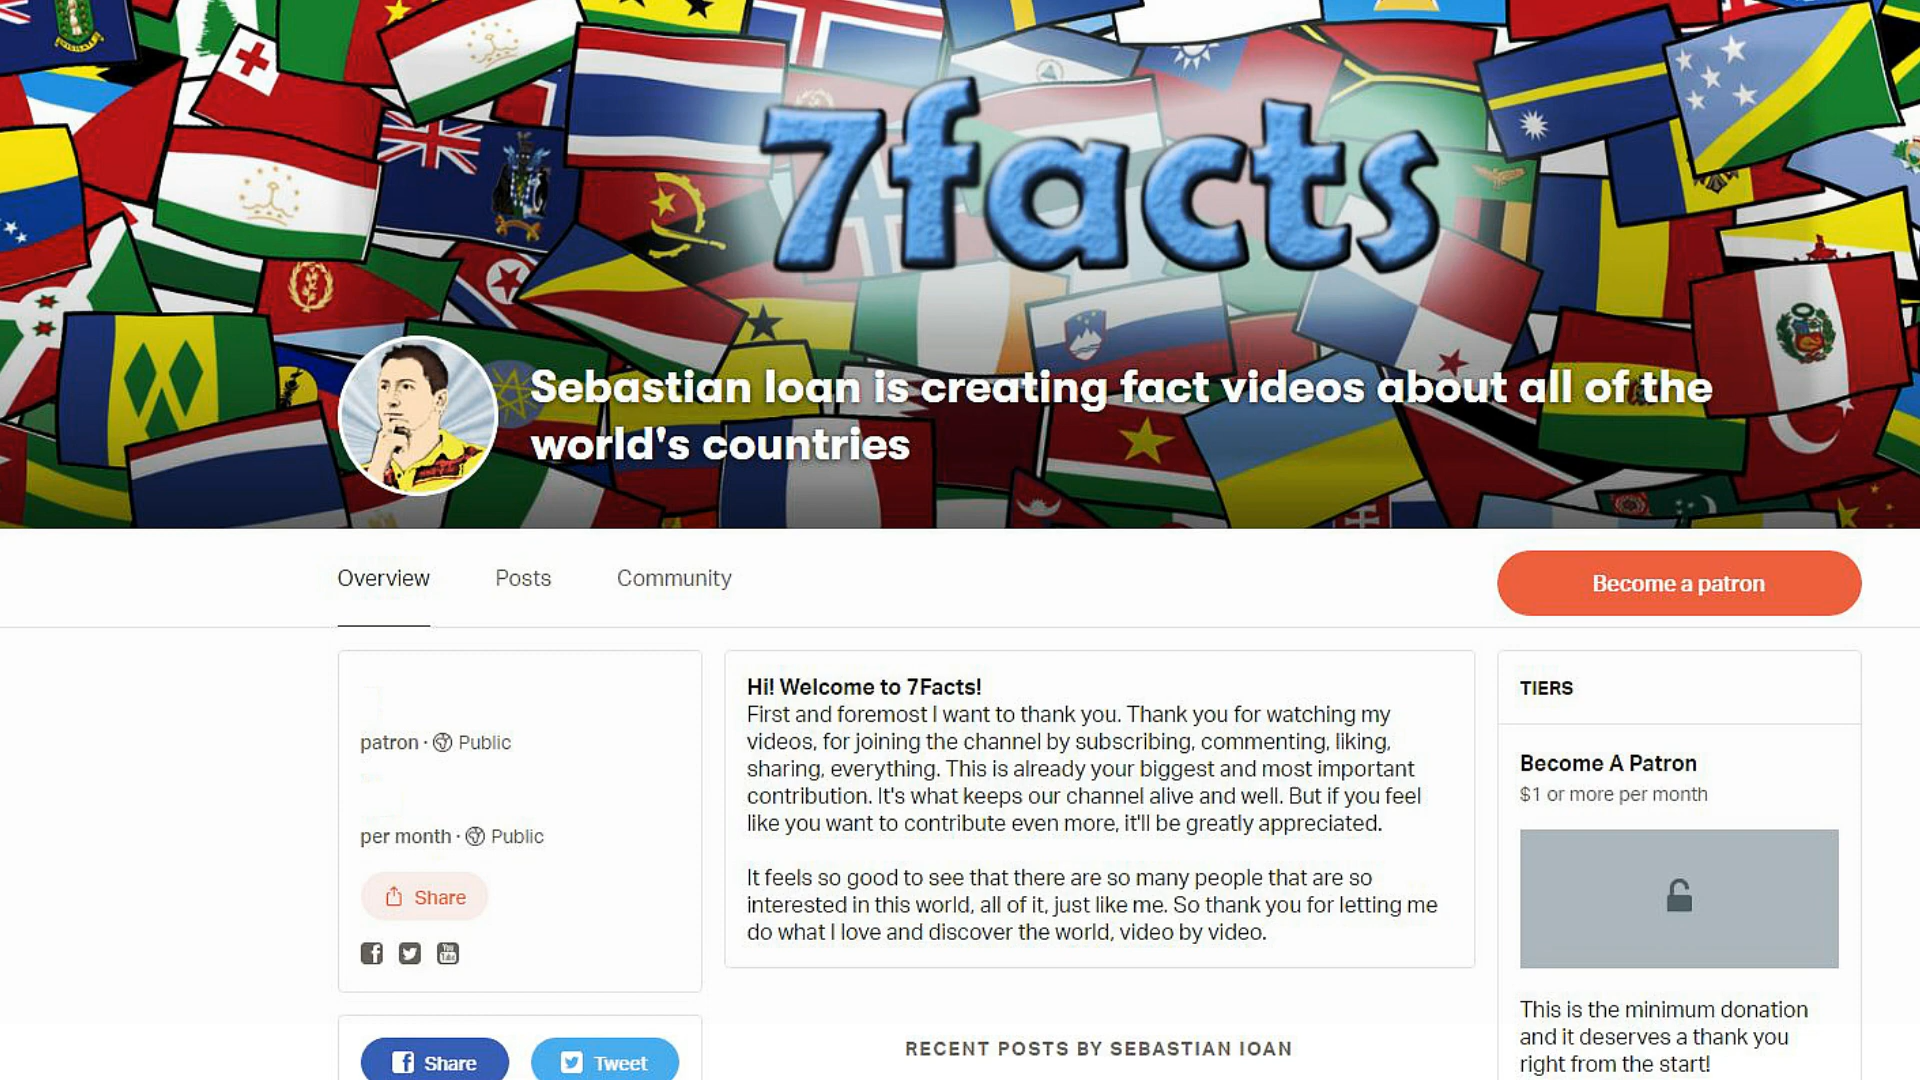 7facts
Sebastian Ioan is creating fact videos about all of the
world's countries
Overview
Posts
Community
Become a patron
patron · Public
per month · Public
Share
Share
Tweet
Hi! Welcome to 7Facts!
First and foremost I want to thank you. Thank you for watching my
videos, for joining the channel by subscribing, commenting, liking,
sharing, everything. This is already your biggest and most important
contribution. It's what keeps our channel alive and well. But if you feel
like you want to contribute even more, it'll be greatly appreciated.
It feels so good to see that there are so many people that are so
interested in this world, all of it, just like me. So thank you for letting me
do what I love and discover the world, video by video.
RECENT POSTS BY SEBASTIAN IOAN
TIERS
Become A Patron
$1 or more per month
This is the minimum donation
and it deserves a thank you
right from the start!